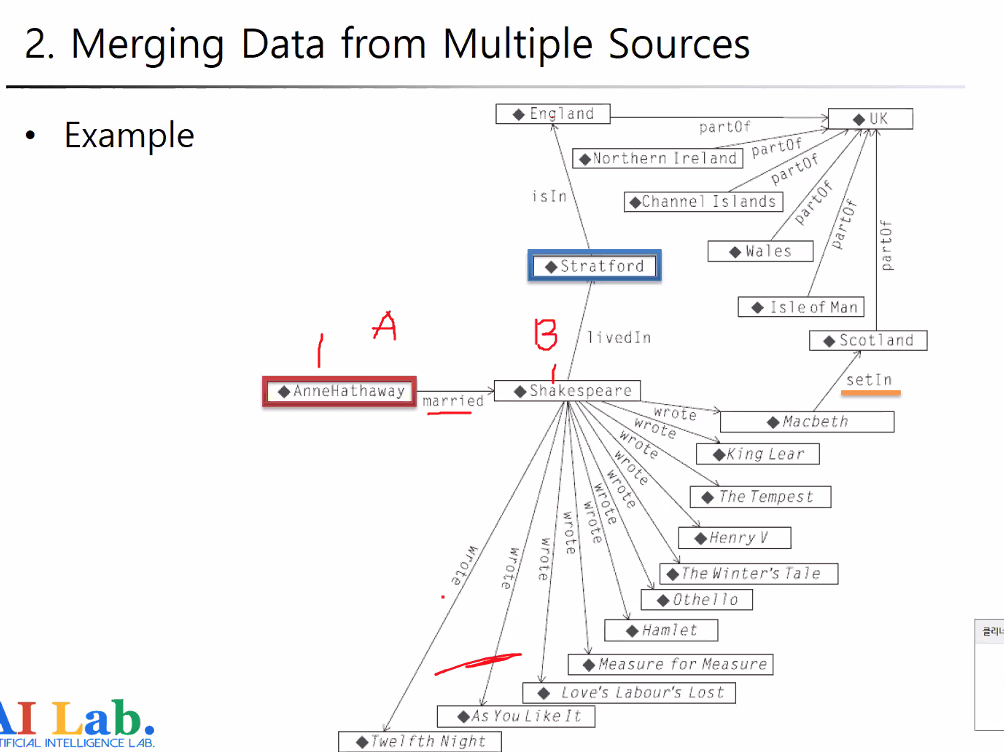 2. Merging Data from Multiple Sources
• Example
England
partOf
UK
Northern Ireland
partOf
Channel Islands
partOf
isIn
partOf
Wales
partOf
partOf
Stratford
Isle of Man
A
B
livedIn
Scotland
setIn
AnneHathaway
married
Shakespeare
wrote
Macbeth
wrote
King Lear
wrote
The Tempest
wrote
Henry V
wrote
The Winter's Tale
wrote
Othello
wrote
Hamlet
wrote
Measure for Measure
wrote
Love's Labour's Lost
wrote
As You Like It
wrote
Twelfth Night
AI Lab.
TIFICIAL INTELLIGENCE LAB.